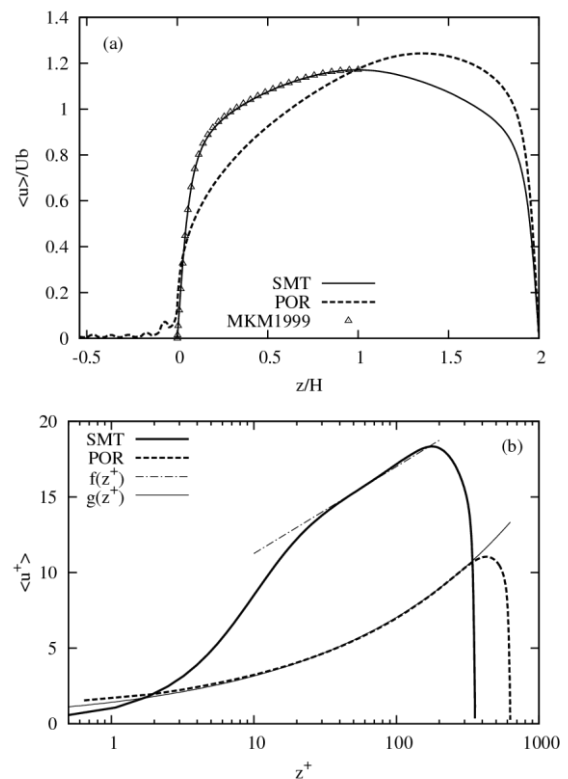 (a)
1.4
1.2
1
0.8
0.6
0.4
0.2
0
<u>/Ub
SMT
POR
MKM1999
-0.5 0 0.5 1 1.5 2
z/H
(b)
20
15
10
5
0
<u⁺>
SMT
POR
f(z⁺)
g(z⁺)
1 10 100 1000
z⁺